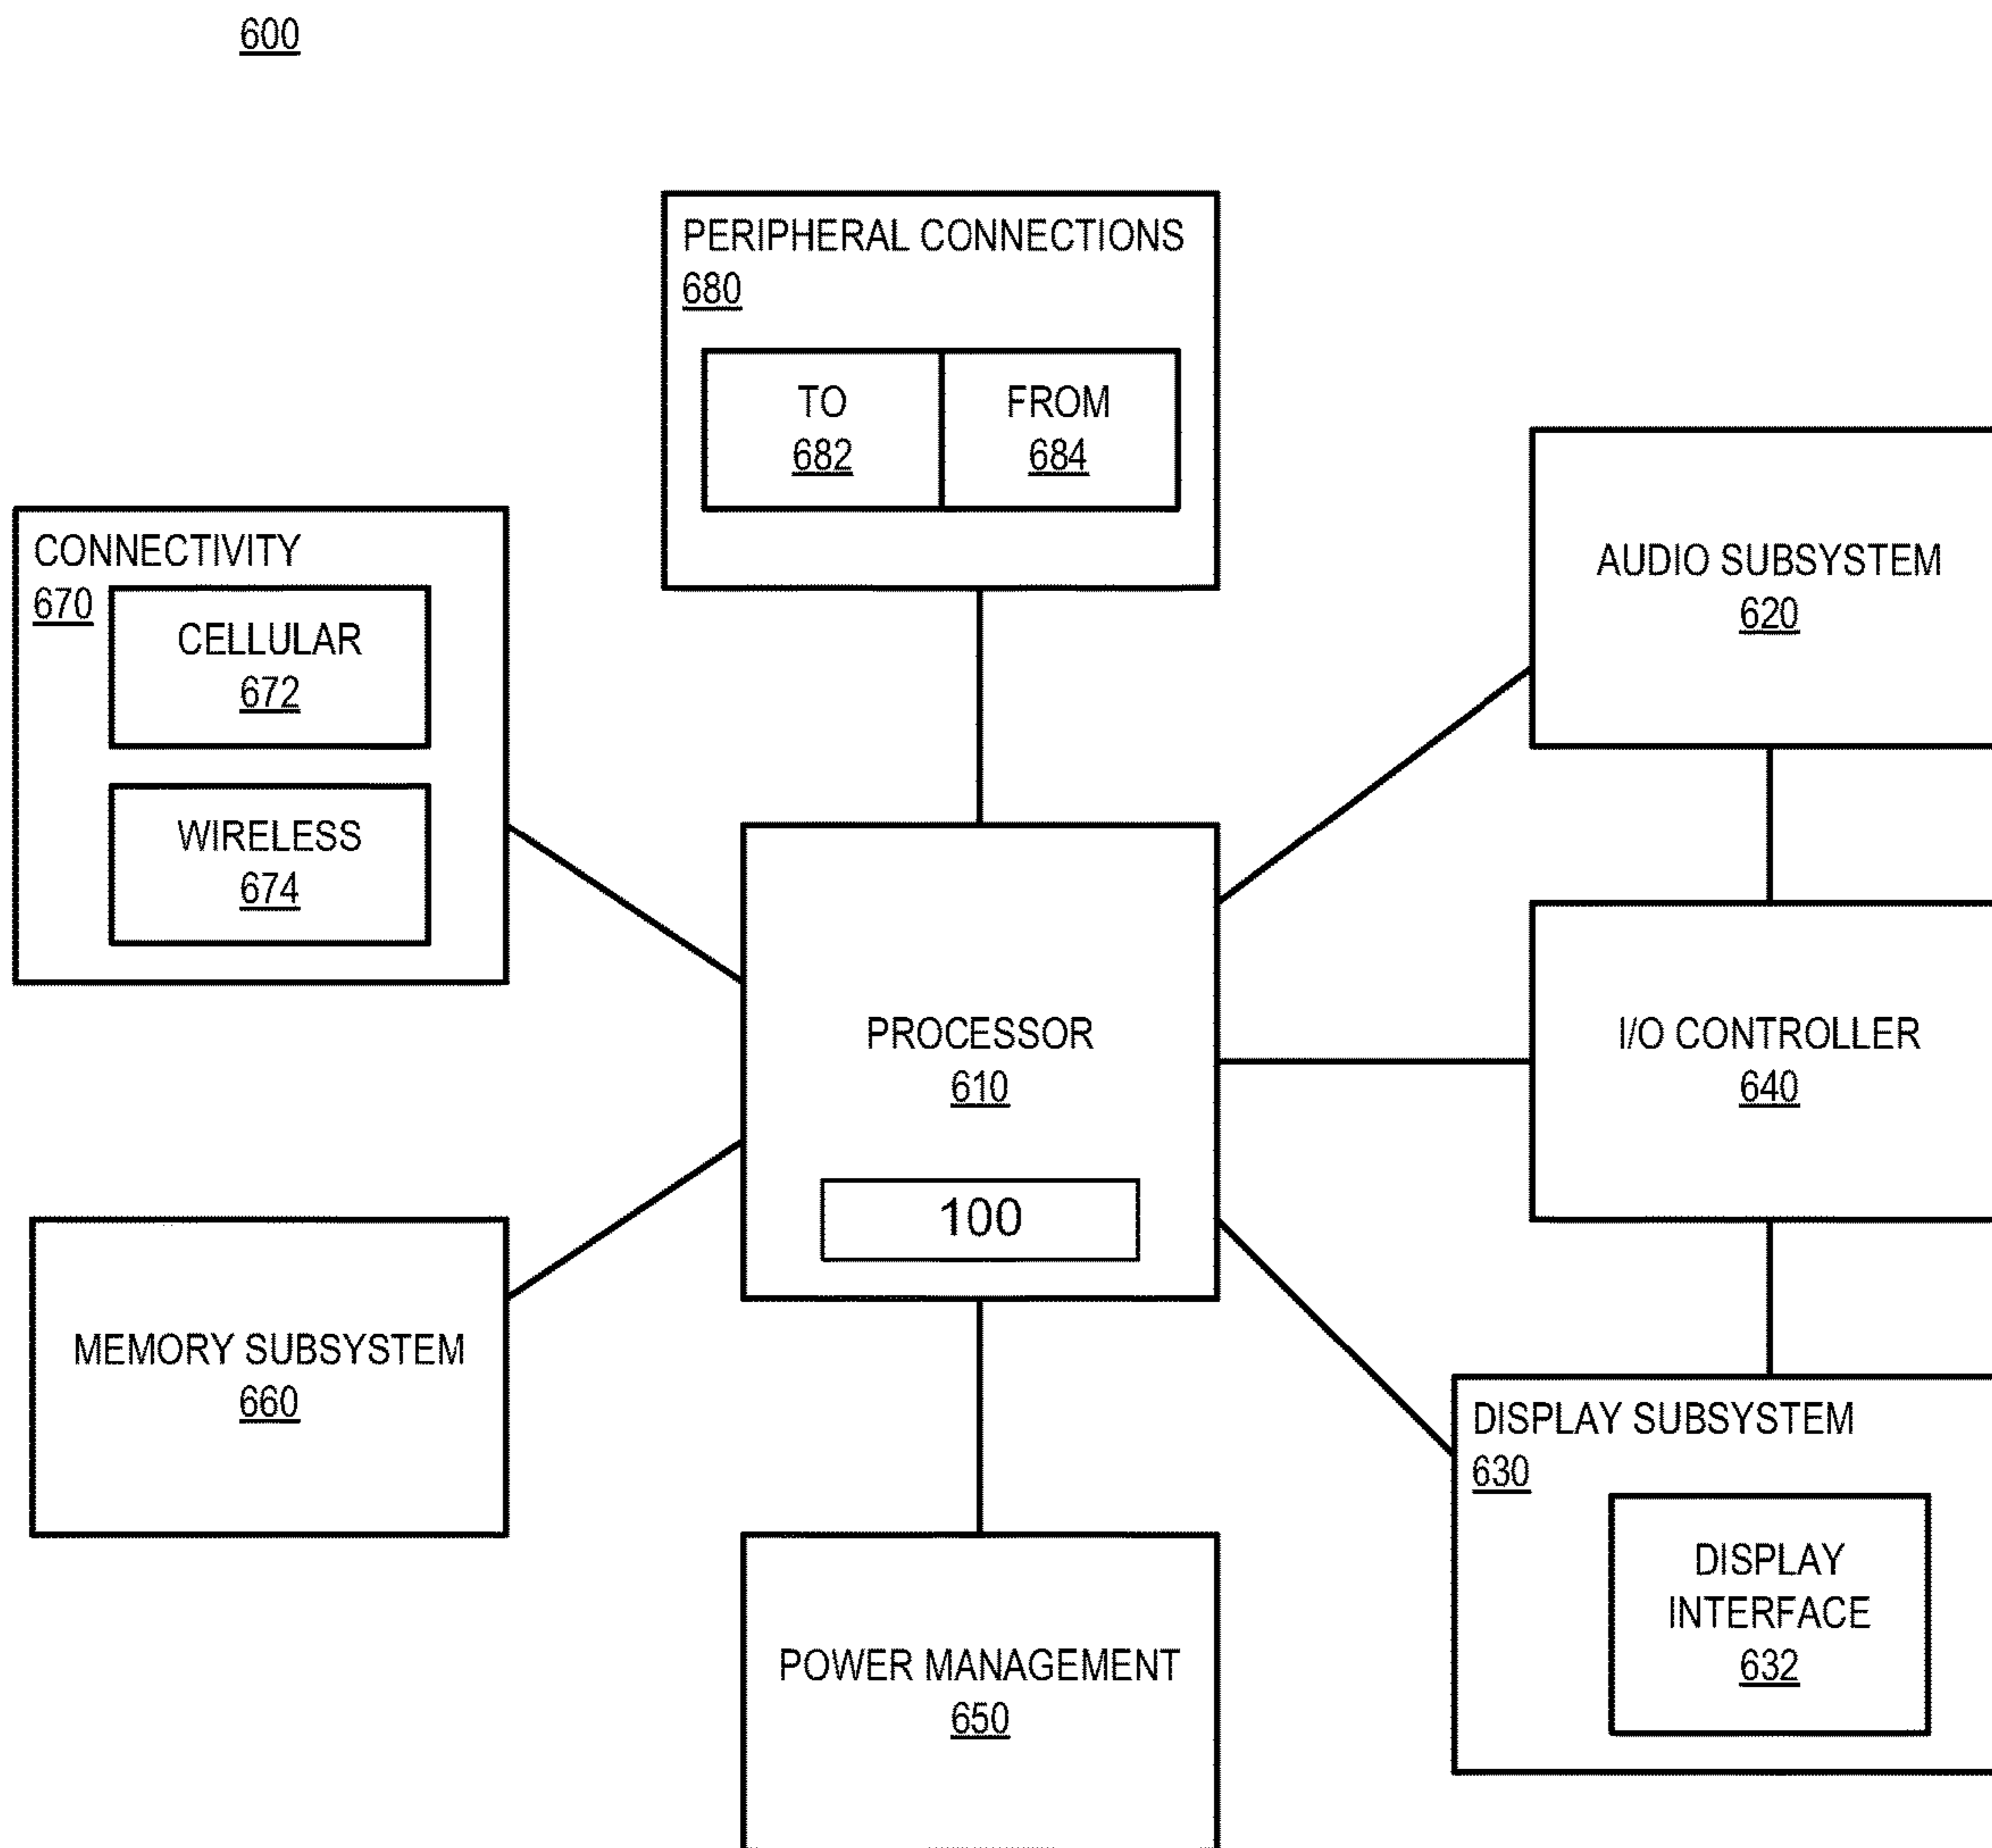 600
PERIPHERAL CONNECTIONS
680
TO
682
FROM
684
CONNECTIVITY
670
CELLULAR
672
WIRELESS
674
AUDIO SUBSYSTEM
620
PROCESSOR
610
100
I/O CONTROLLER
640
MEMORY SUBSYSTEM
660
DISPLAY SUBSYSTEM
630
DISPLAY
INTERFACE
632
POWER MANAGEMENT
650